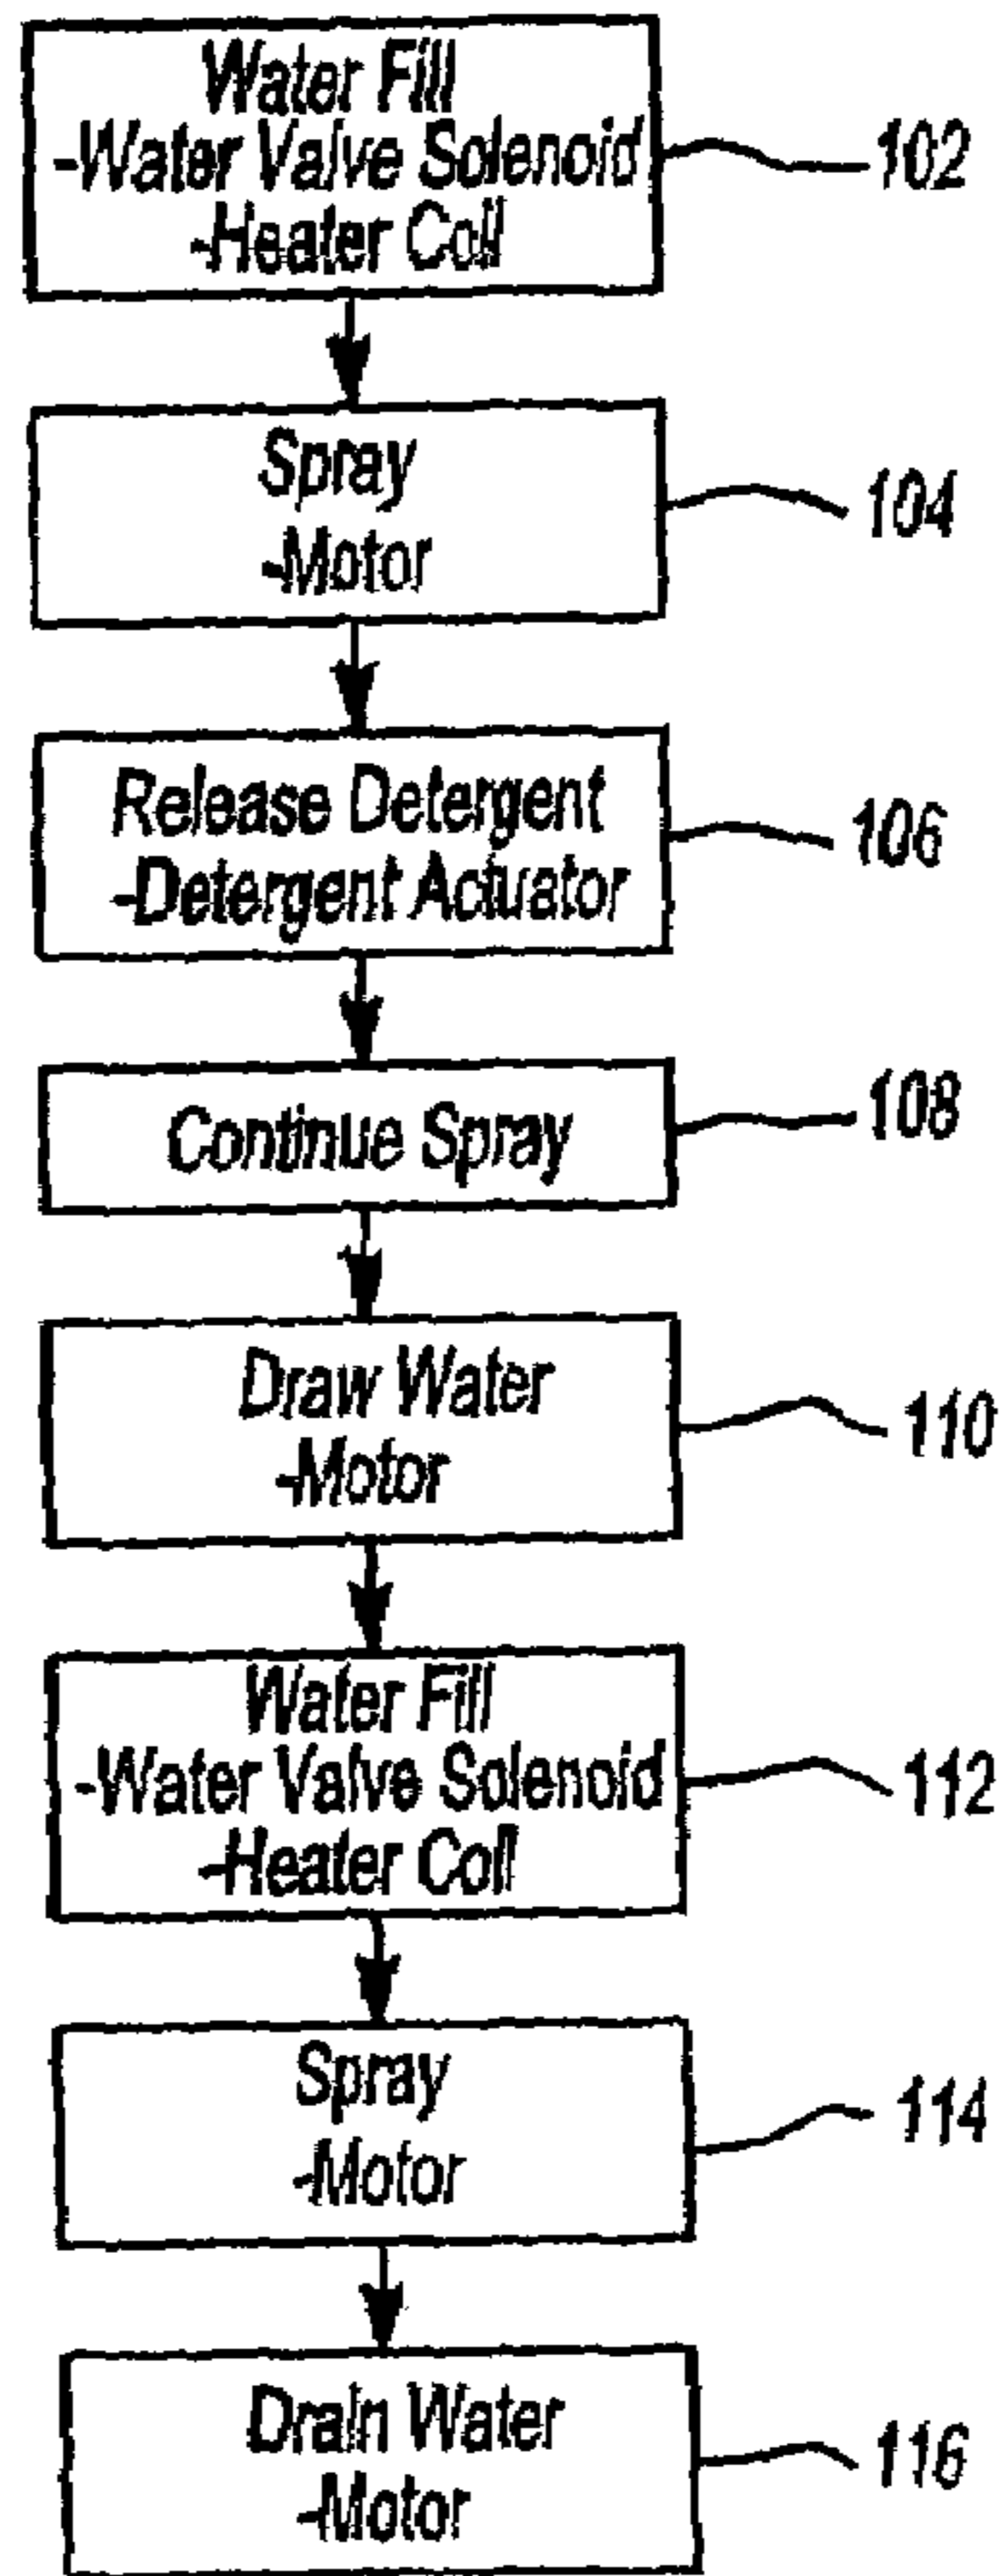 Water Fill
-Water Valve Solenoid
-Heater Coil
102
Spray
-Motor
104
Release Detergent
-Detergent Actuator
106
Continue Spray
108
Draw Water
-Motor
110
Water Fill
-Water Valve Solenoid
-Heater Coil
112
Spray
-Motor
114
Drain Water
-Motor
116